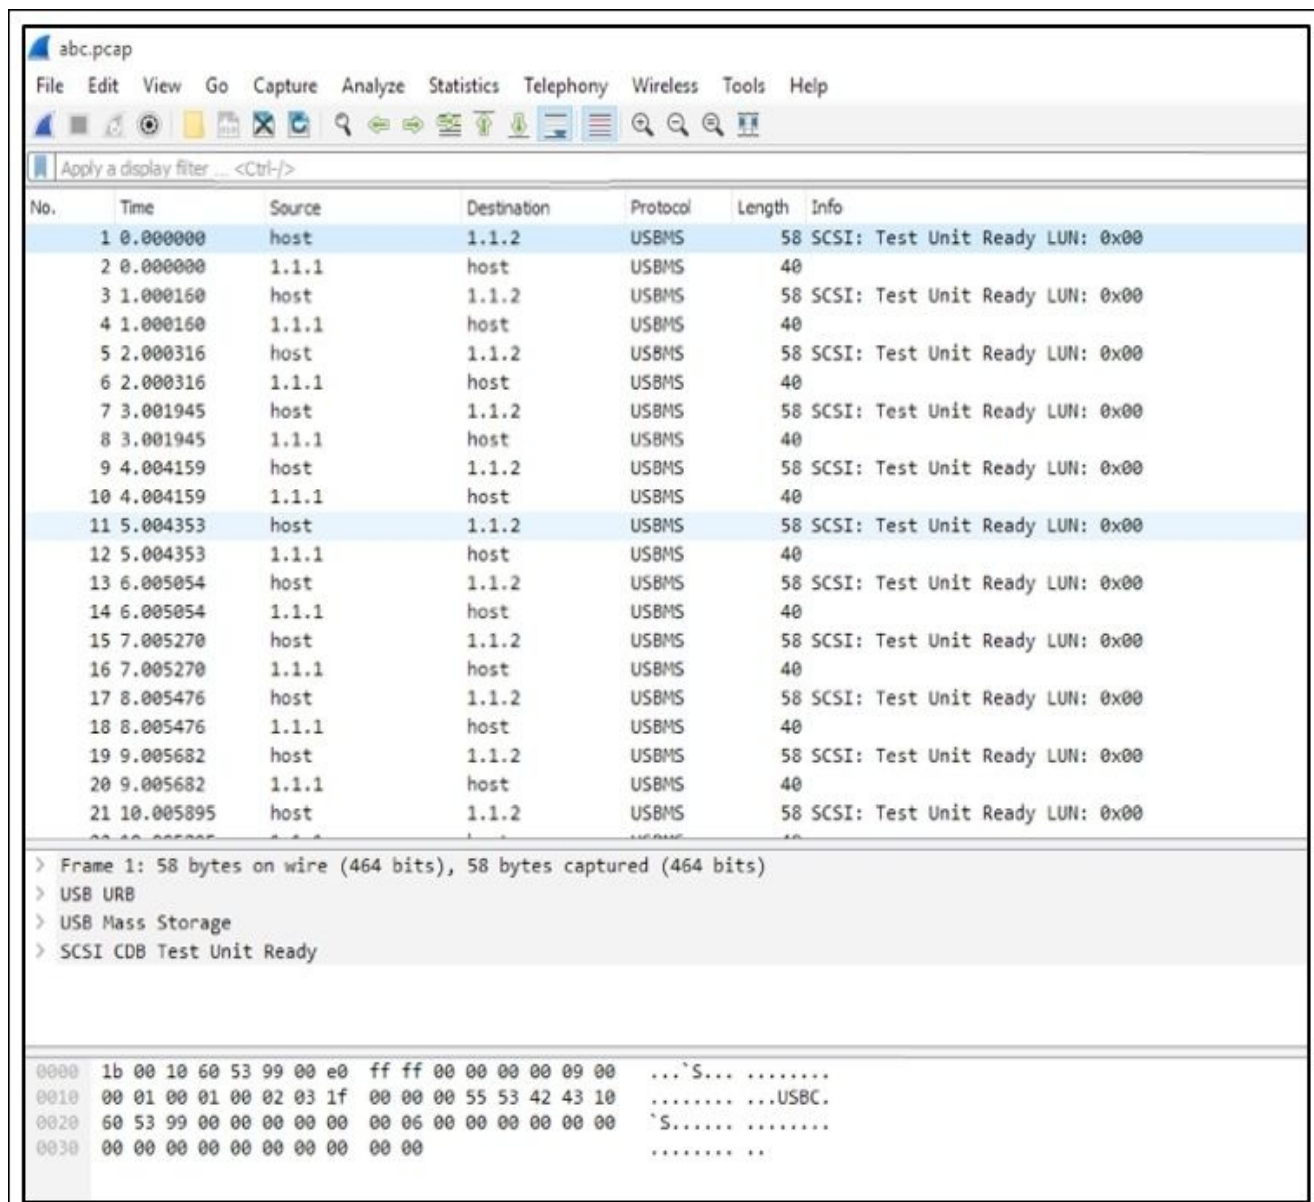 abc.pcap
File Edit View Go Capture Analyze Statistics Telephony Wireless Tools Help
Apply a display filter ... <Ctrl-/>
No. Time Source Destination Protocol Length Info
1 0.000000 host 1.1.2 USBMS 58 SCSI: Test Unit Ready LUN: 0x00
2 0.000000 1.1.1 host USBMS 40
3 1.000160 host 1.1.2 USBMS 58 SCSI: Test Unit Ready LUN: 0x00
4 1.000160 1.1.1 host USBMS 40
5 2.000316 host 1.1.2 USBMS 58 SCSI: Test Unit Ready LUN: 0x00
6 2.000316 1.1.1 host USBMS 40
7 3.001945 host 1.1.2 USBMS 58 SCSI: Test Unit Ready LUN: 0x00
8 3.001945 1.1.1 host USBMS 40
9 4.004159 host 1.1.2 USBMS 58 SCSI: Test Unit Ready LUN: 0x00
10 4.004159 1.1.1 host USBMS 40
11 5.004353 host 1.1.2 USBMS 58 SCSI: Test Unit Ready LUN: 0x00
12 5.004353 1.1.1 host USBMS 40
13 6.005054 host 1.1.2 USBMS 58 SCSI: Test Unit Ready LUN: 0x00
14 6.005054 1.1.1 host USBMS 40
15 7.005270 host 1.1.2 USBMS 58 SCSI: Test Unit Ready LUN: 0x00
16 7.005270 1.1.1 host USBMS 40
17 8.005476 host 1.1.2 USBMS 58 SCSI: Test Unit Ready LUN: 0x00
18 8.005476 1.1.1 host USBMS 40
19 9.005682 host 1.1.2 USBMS 58 SCSI: Test Unit Ready LUN: 0x00
20 9.005682 1.1.1 host USBMS 40
21 10.005895 host 1.1.2 USBMS 58 SCSI: Test Unit Ready LUN: 0x00
> Frame 1: 58 bytes on wire (464 bits), 58 bytes captured (464 bits)
> USB URB
> USB Mass Storage
> SCSI CDB Test Unit Ready
0000 1b 00 10 60 53 99 00 e0 ff ff 00 00 00 00 09 00 ...`S... ........
0010 00 01 00 01 00 02 03 1f 00 00 00 55 53 42 43 10 ........ ...USBC.
0020 60 53 99 00 00 00 00 00 00 06 00 00 00 00 00 00 `S...... ........
0030 00 00 00 00 00 00 00 00 00 00 ........ ..